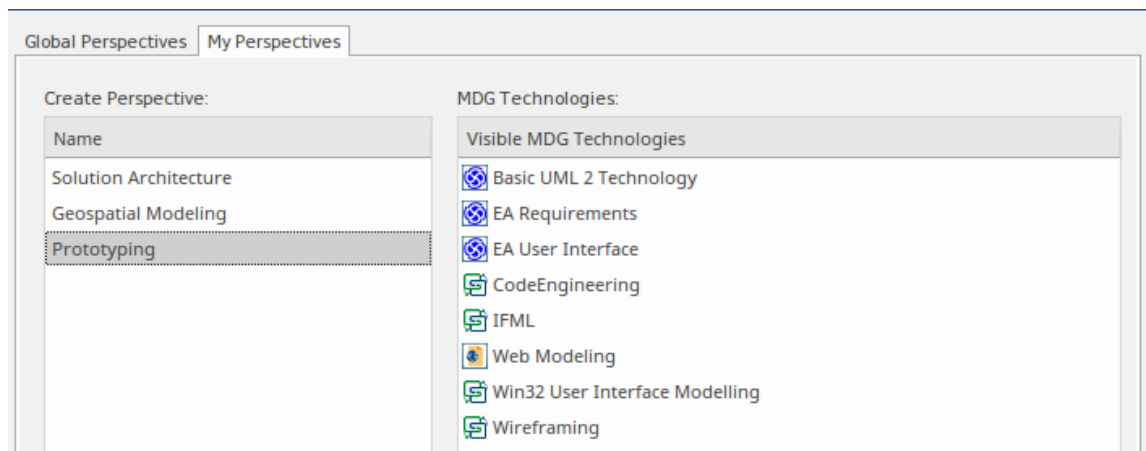 Global Perspectives
My Perspectives
Create Perspective:
Name
Solution Architecture
Geospatial Modeling
Prototyping
MDG Technologies:
Visible MDG Technologies
Basic UML 2 Technology
EA Requirements
EA User Interface
CodeEngineering
IFML
Web Modeling
Win32 User Interface Modelling
Wireframing